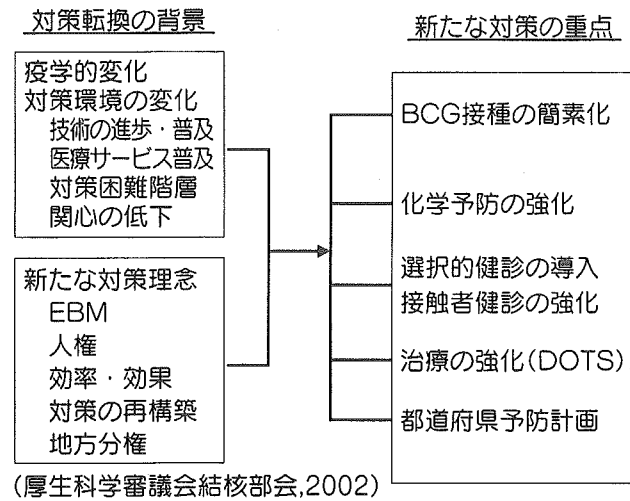 対策転換の背景
疫学的変化
対策環境の変化
技術の進歩・普及
医療サービス普及
対策困難階層
関心の低下
新たな対策理念
EBM
人権
効率・効果
対策の再構築
地方分権
新たな対策の重点
BCG接種の簡素化
化学予防の強化
選択的健診の導入
接触者健診の強化
治療の強化(DOTS)
都道府県予防計画
(厚生科学審議会結核部会,2002)